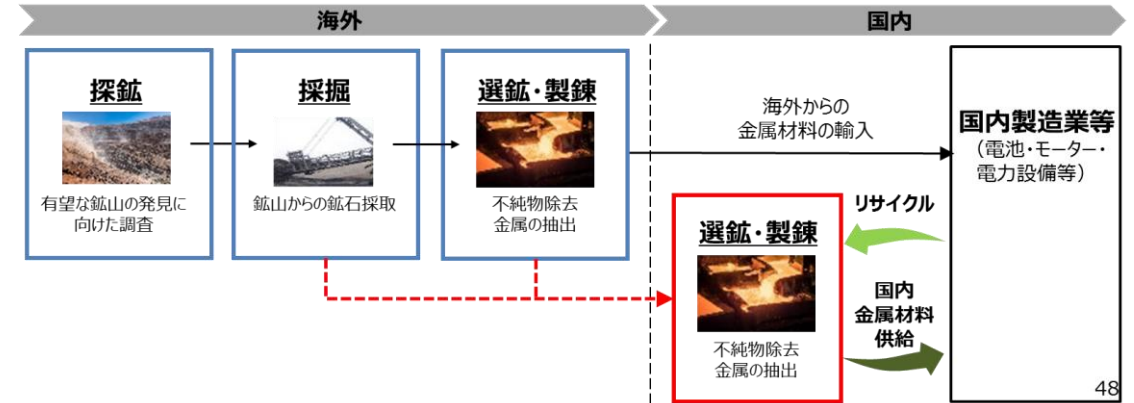 海外
国内
探鉱
有望な鉱山の発見に
向けた調査
採掘
鉱山からの鉱石採取
選鉱・製錬
不純物除去
金属の抽出
海外からの
金属材料の輸入
選鉱・製錬
不純物除去
金属の抽出
リサイクル
国内
金属材料
供給
国内製造業等
（電池・モーター・
電力設備等）
48